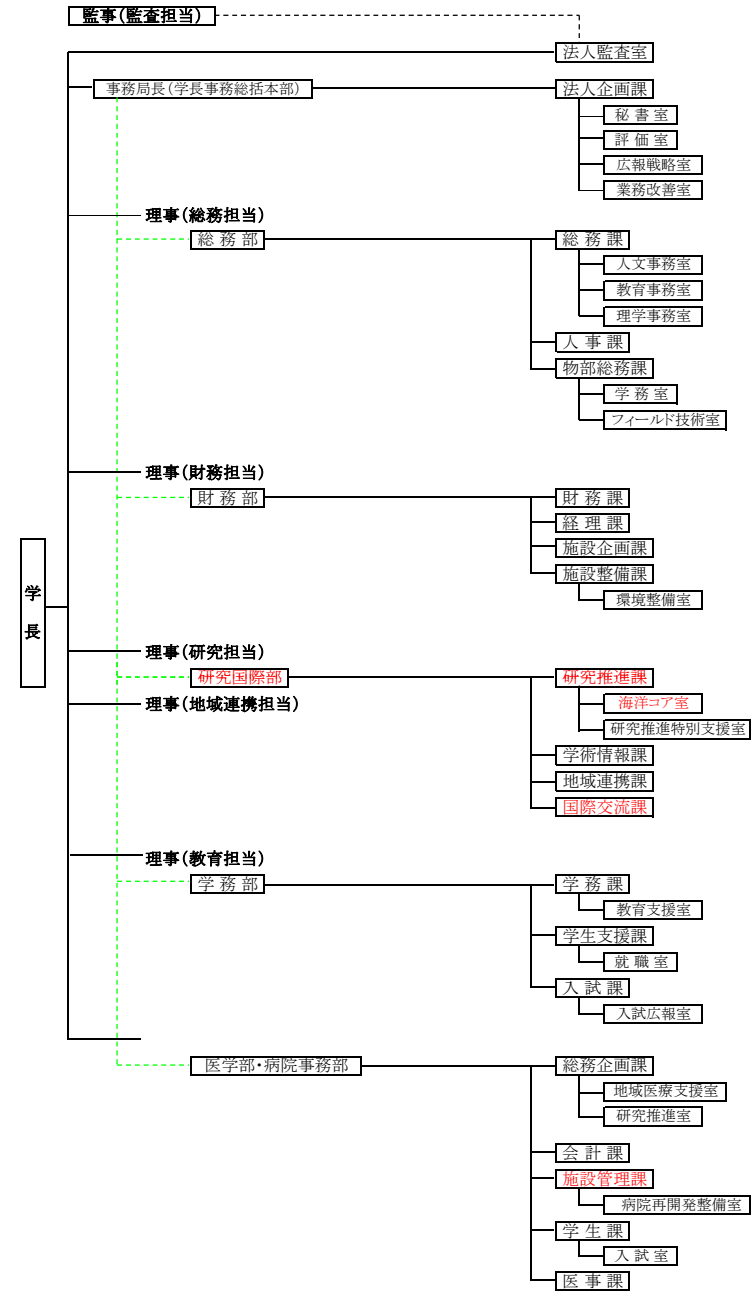 監事(監査担当)
法人監査室
事務局長(学長事務総括本部)
法人企画課
秘書室
評価室
広報戦略室
業務改善室
理事(総務担当)
総務部
総務課
人文事務室
教育事務室
理学事務室
人事課
物部総務課
学務室
フィールド技術室
理事(財務担当)
財務部
財務課
経理課
施設企画課
施設整備課
環境整備室
学長
理事(研究担当)
研究国際部
研究推進課
海洋コア室
理事(地域連携担当)
研究推進特別支援室
学術情報課
地域連携課
国際交流課
理事(教育担当)
学務部
学務課
教育支援室
学生支援課
就職室
入試課
入試広報室
医学部・病院事務部
総務企画課
地域医療支援室
研究推進室
会計課
施設管理課
病院再開発整備室
学生課
入試室
医事課